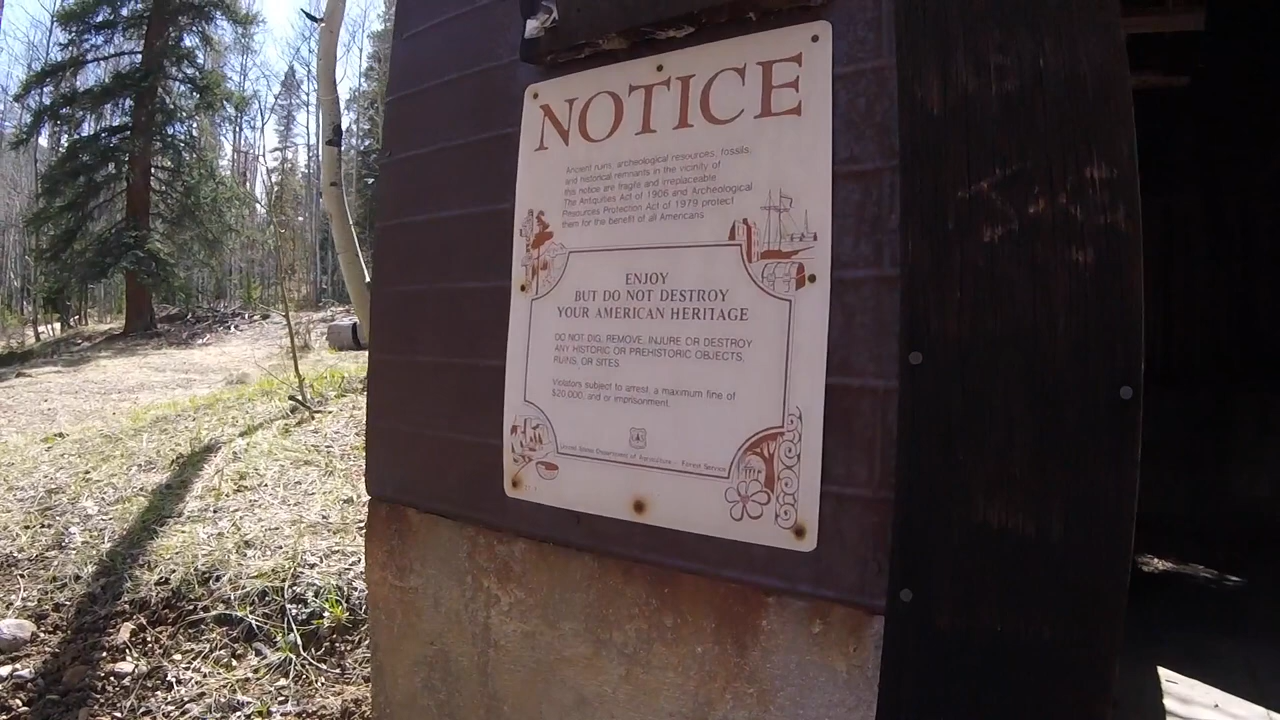 NOTICE
Ancient ruins, archeological resources, fossils,
and historical remnants in the vicinity of
this notice are fragile and irreplaceable
The Antiquities Act of 1906 and Archeological
Resources Protection Act of 1979 protect
them for the benefit of all Americans
ENJOY
BUT DO NOT DESTROY
YOUR AMERICAN HERITAGE
DO NOT DIG, REMOVE, INJURE OR DESTROY
ANY HISTORIC OR PREHISTORIC OBJECTS,
RUINS, OR SITES.
Violators subject to arrest, a maximum fine of
$20,000, and or imprisonment.
United States Department of Agriculture - Forest Service